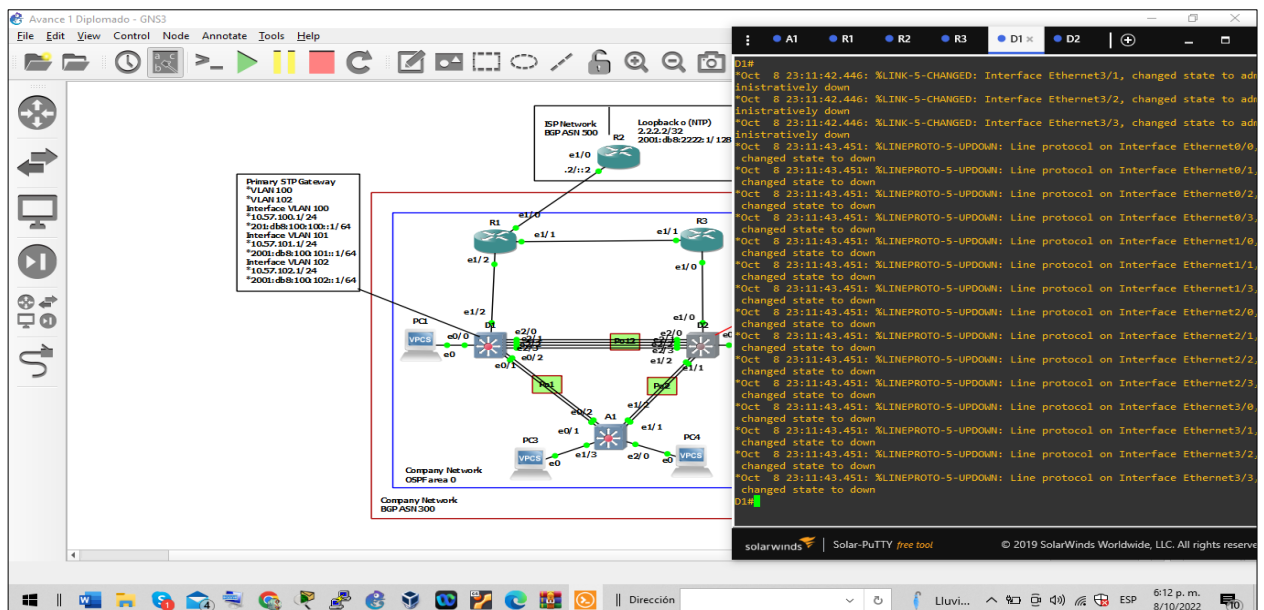 Avance 1 Diplomado - GNS3
File Edit View Control Node Annotate Tools Help
A1 R1 R2 R3 D1 × D2
ISP Network
BGP ASN 500
R2
Loopback o (NTP)
2.2.2.2/32
2001:db8:2222:1/128
e1/0
.2/::2
Primary STP Gateway
*VLAN 100
*VLAN 102
Interface VLAN 100
*10.57.100.1/24
*201:db8:100:100::1/64
Interface VLAN 101
*10.57.101.1/24
*2001:db8:100:101::1/64
Interface VLAN 102
*10.57.102.1/24
*2001:db8:100:102::1/64
R1
e1/0
e1/1
e1/1
R3
e1/2
e1/0
e1/2
e1/0
PC1
VPCS
e0/0
e0
D1
e2/0
e2/3
Po12
e2/0
e2/3
D2
e0/2
e0/1
e1/2
e1/1
Po1
Po2
e0/2
e0/1
A1
e1/2
e1/1
PC3
VPCS
e0
e1/3
e2/0
e0
PC4
VPCS
Company Network
OSPF area 0
Company Network
BGP ASN 300
D1#
*Oct  8 23:11:42.446: %LINK-5-CHANGED: Interface Ethernet3/1, changed state to adm
inistratively down
*Oct  8 23:11:42.446: %LINK-5-CHANGED: Interface Ethernet3/2, changed state to adm
inistratively down
*Oct  8 23:11:42.446: %LINK-5-CHANGED: Interface Ethernet3/3, changed state to adm
inistratively down
*Oct  8 23:11:43.451: %LINEPROTO-5-UPDOWN: Line protocol on Interface Ethernet0/0,
changed state to down
*Oct  8 23:11:43.451: %LINEPROTO-5-UPDOWN: Line protocol on Interface Ethernet0/1,
changed state to down
*Oct  8 23:11:43.451: %LINEPROTO-5-UPDOWN: Line protocol on Interface Ethernet0/2,
changed state to down
*Oct  8 23:11:43.451: %LINEPROTO-5-UPDOWN: Line protocol on Interface Ethernet0/3,
changed state to down
*Oct  8 23:11:43.451: %LINEPROTO-5-UPDOWN: Line protocol on Interface Ethernet1/0,
changed state to down
*Oct  8 23:11:43.451: %LINEPROTO-5-UPDOWN: Line protocol on Interface Ethernet1/1,
changed state to down
*Oct  8 23:11:43.451: %LINEPROTO-5-UPDOWN: Line protocol on Interface Ethernet1/3,
changed state to down
*Oct  8 23:11:43.451: %LINEPROTO-5-UPDOWN: Line protocol on Interface Ethernet2/0,
changed state to down
*Oct  8 23:11:43.451: %LINEPROTO-5-UPDOWN: Line protocol on Interface Ethernet2/1,
changed state to down
*Oct  8 23:11:43.451: %LINEPROTO-5-UPDOWN: Line protocol on Interface Ethernet2/2,
changed state to down
*Oct  8 23:11:43.451: %LINEPROTO-5-UPDOWN: Line protocol on Interface Ethernet2/3,
changed state to down
*Oct  8 23:11:43.451: %LINEPROTO-5-UPDOWN: Line protocol on Interface Ethernet3/0,
changed state to down
*Oct  8 23:11:43.451: %LINEPROTO-5-UPDOWN: Line protocol on Interface Ethernet3/1,
changed state to down
*Oct  8 23:11:43.451: %LINEPROTO-5-UPDOWN: Line protocol on Interface Ethernet3/2,
changed state to down
*Oct  8 23:11:43.451: %LINEPROTO-5-UPDOWN: Line protocol on Interface Ethernet3/3,
changed state to down
D1#
solarwinds | Solar-PuTTY free tool © 2019 SolarWinds Worldwide, LLC. All rights reserve
Dirección
Lluvi... ESP 6:12 p. m.
8/10/2022